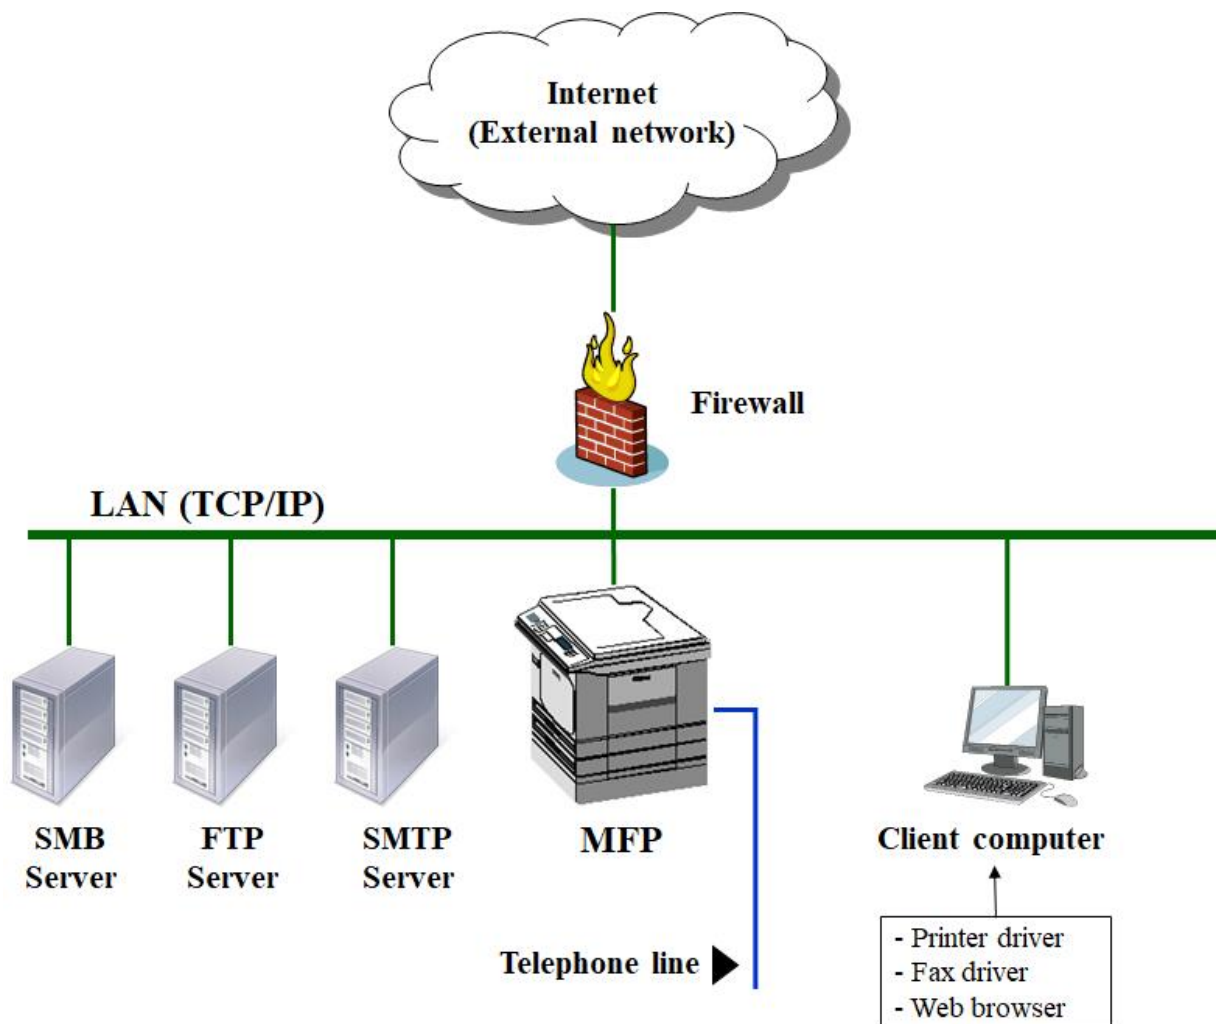 Internet
(External network)
Firewall
LAN (TCP/IP)
SMB
Server
FTP
Server
SMTP
Server
MFP
Client computer
Telephone line
- Printer driver
- Fax driver
- Web browser